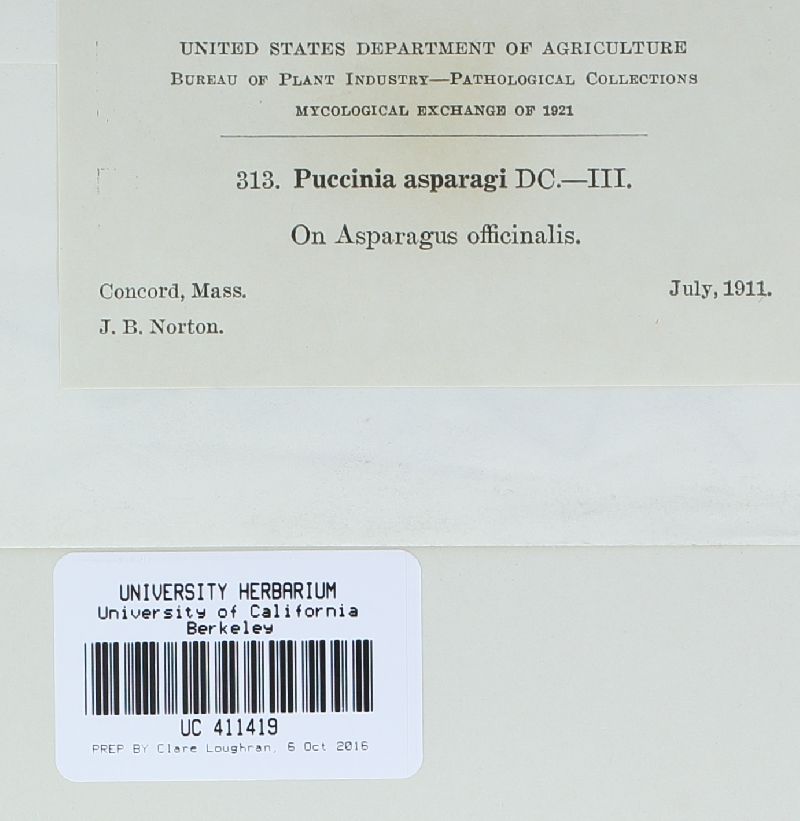 UNITED STATES DEPARTMENT OF AGRICULTURE
BUREAU OF PLANT INDUSTRY—PATHOLOGICAL COLLECTIONS
MYCOLOGICAL EXCHANGE OF 1921
313. Puccinia asparagi DC.—III.
On Asparagus officinalis.
Concord, Mass. July, 1911.
J. B. Norton.
UNIVERSITY HERBARIUM
University of California
Berkeley
UC 411419
PREP BY Clare Loughran, 6 Oct 2016